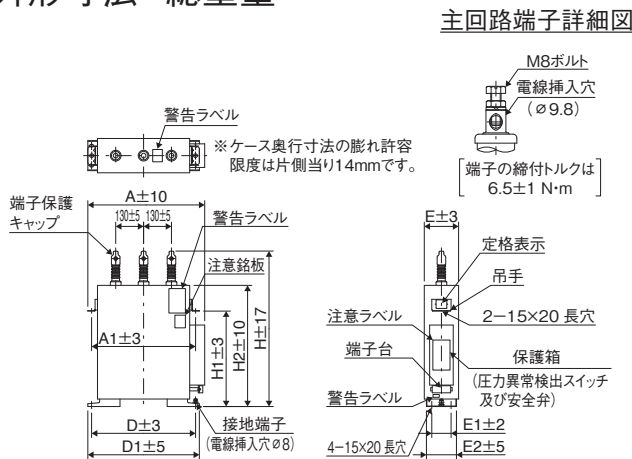 主回路端子詳細図
M8ボルト
電線挿入穴
(ø9.8)
端子の締付トルクは
6.5±1 N・m
警告ラベル
※ケース奥行寸法の膨れ許容
限度は片側当り14mmです。
A±10
130±5 130±5
端子保護
キャップ
警告ラベル
注意銘板
A1±3
H1±3
H2±10
H±17
D±3
D1±5
接地端子
(電線挿入穴ø8)
E±3
定格表示
吊手
2−15×20 長穴
注意ラベル
端子台
保護箱
(圧力異常検出スイッチ
及び安全弁)
警告ラベル
4−15×20 長穴
E1±2
E2±5